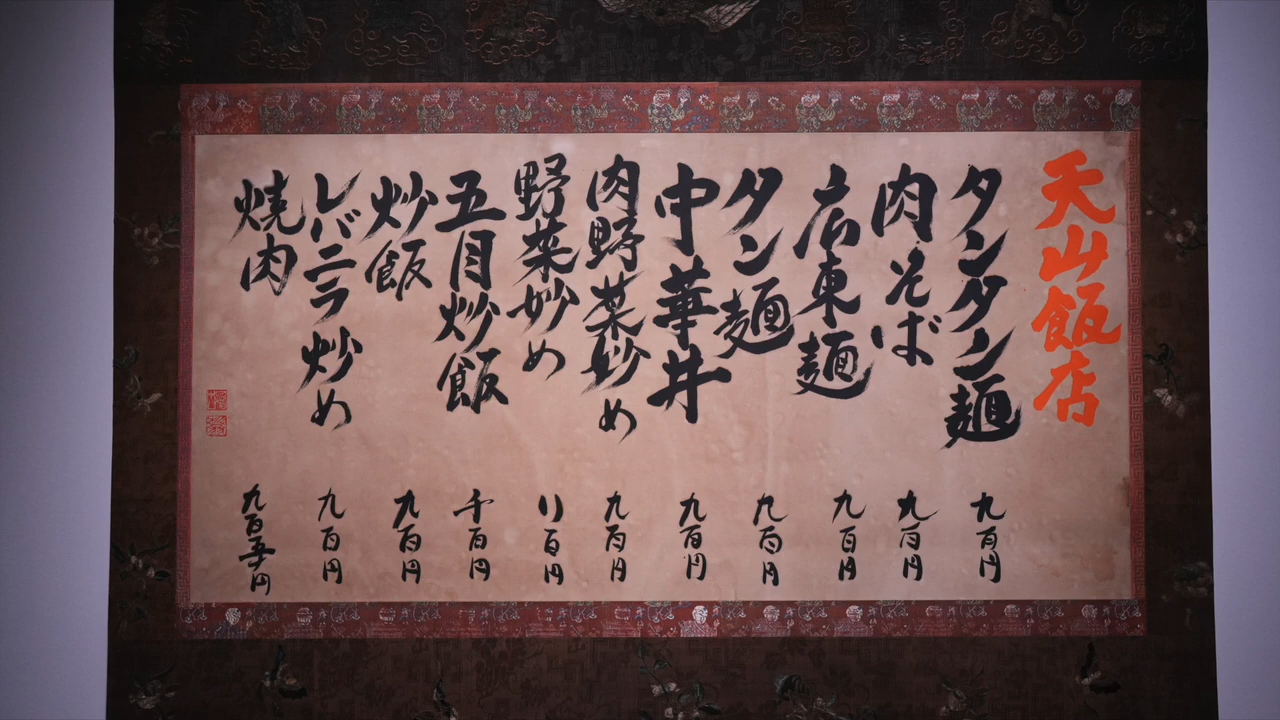 天山飯店
タンタン麺 九百円
肉そば 九百円
広東麺 九百円
タン麺 九百円
中華丼 九百円
肉野菜炒め 九百円
野菜炒め 八百円
五目炒飯 千百円
炒飯 九百円
レバニラ炒め 九百円
焼肉 九百五十円